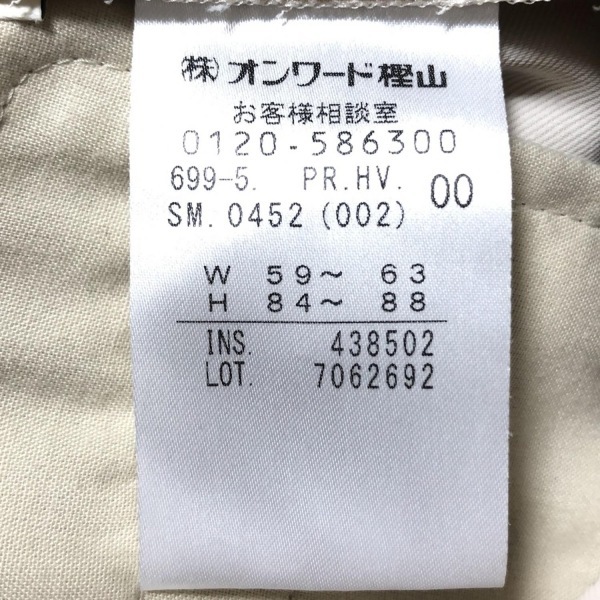 ㈱オンワード樫山
お客様相談室
0120-586300
699-5. PR.HV. 00
SM. 0452 (002)
W 59〜 63
H 84〜 88
INS. 438502
LOT. 7062692